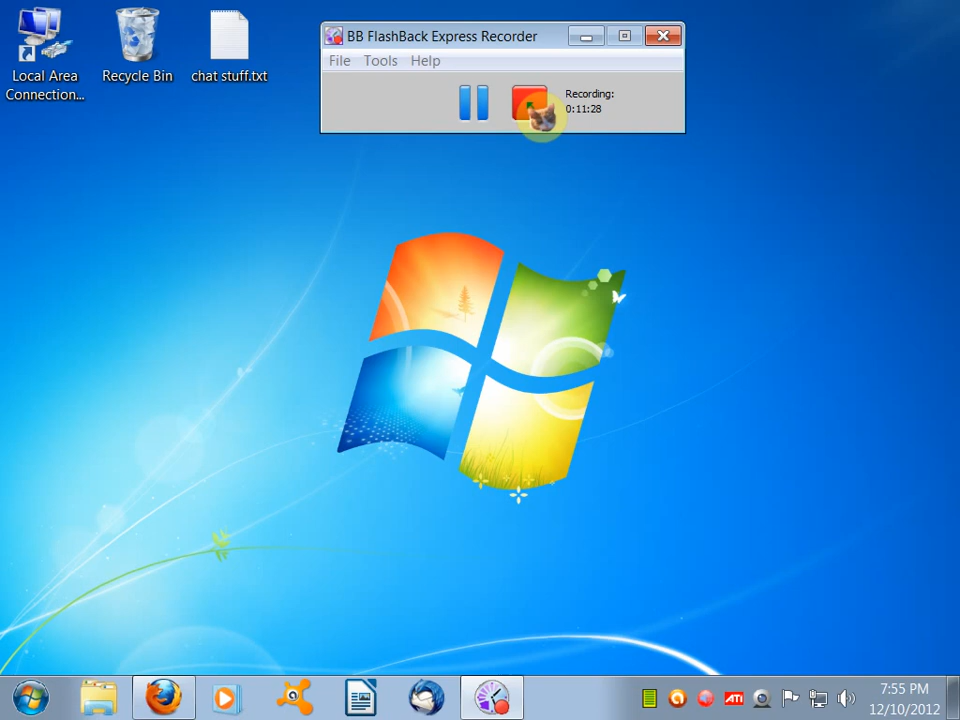 Local Area
Connection...
Recycle Bin
chat stuff.txt
BB FlashBack Express Recorder
File Tools Help
Recording:
0:11:28
ATI
7:55 PM
12/10/2012